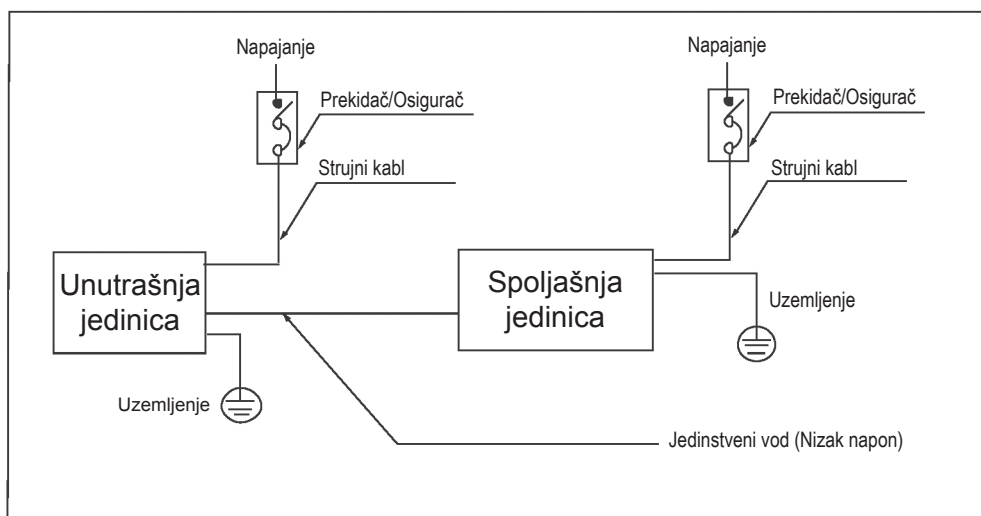 Napajanje
Napajanje
Prekidač/Osigurač
Prekidač/Osigurač
Strujni kabl
Strujni kabl
Unutrašnja
jedinica
Spoljašnja
jedinica
Uzemljenje
Uzemljenje
Jedinstveni vod (Nizak napon)